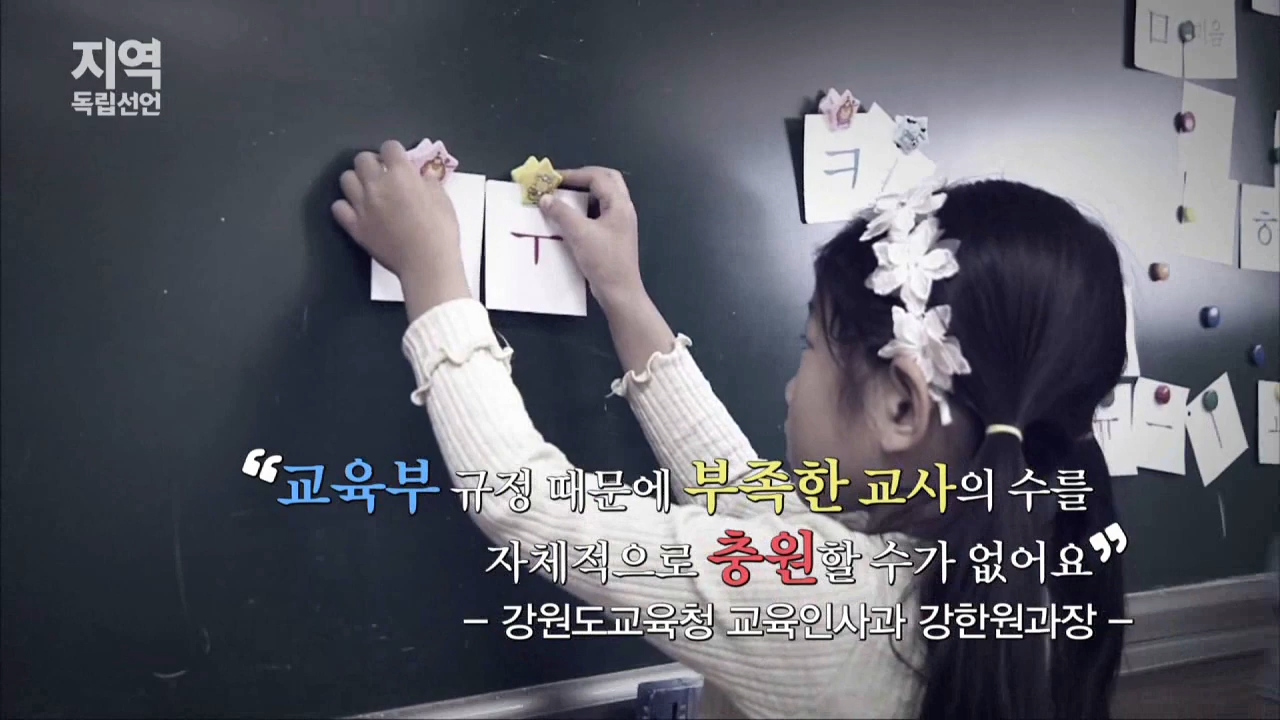 지역
독립선언
ㅁ 미음
ㅋ
ㅜ
ㅎ
ㅠ ㅡ ㅣ
“교육부 규정 때문에 부족한 교사의 수를
자체적으로 충원할 수가 없어요”
- 강원도교육청 교육인사과 강한원과장 -